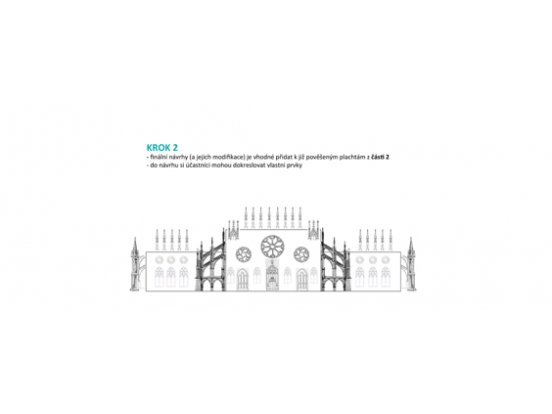 KROK 2
- finální návrhy (a jejich modifikace) je vhodné přidat k již pověšeným plachtám z části 2
- do návrhu si účastníci mohou dokreslovat vlastní prvky